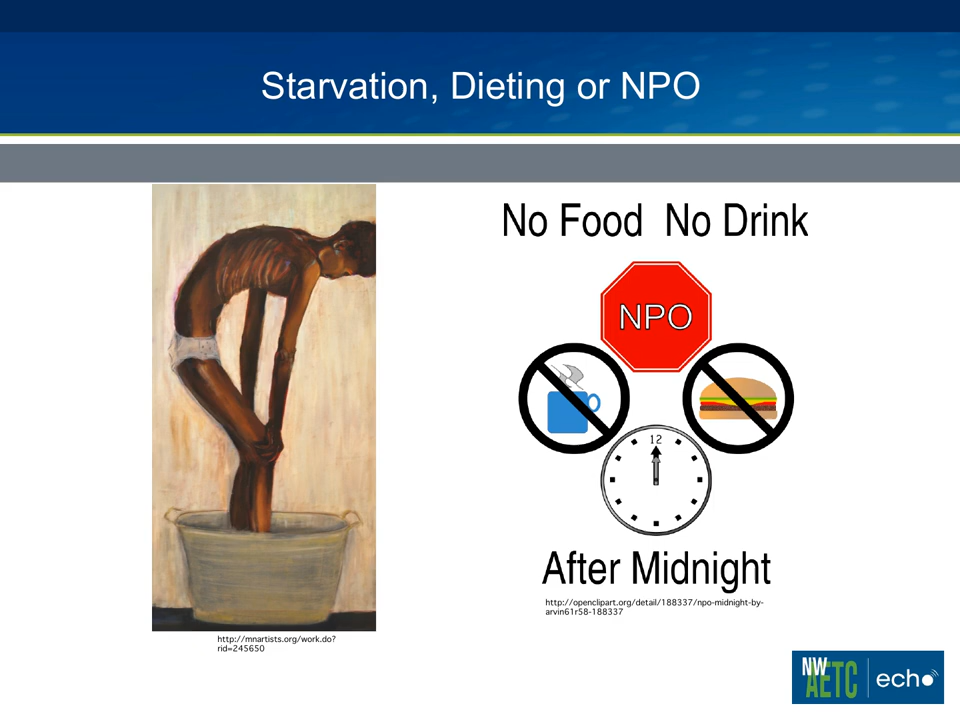 Starvation, Dieting or NPO
No Food  No Drink
NPO
12
After Midnight
http://openclipart.org/detail/188337/npo-midnight-by-
arvin61r58-188337
http://mnartists.org/work.do?
rid=245650
NW
AETC
echo